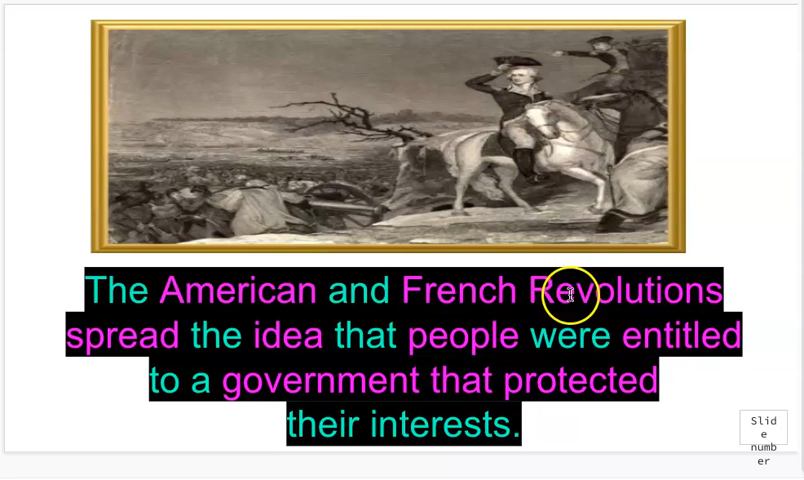 The American and French Revolutions
spread the idea that people were entitled
to a government that protected
their interests.
Slid
e
numb
er